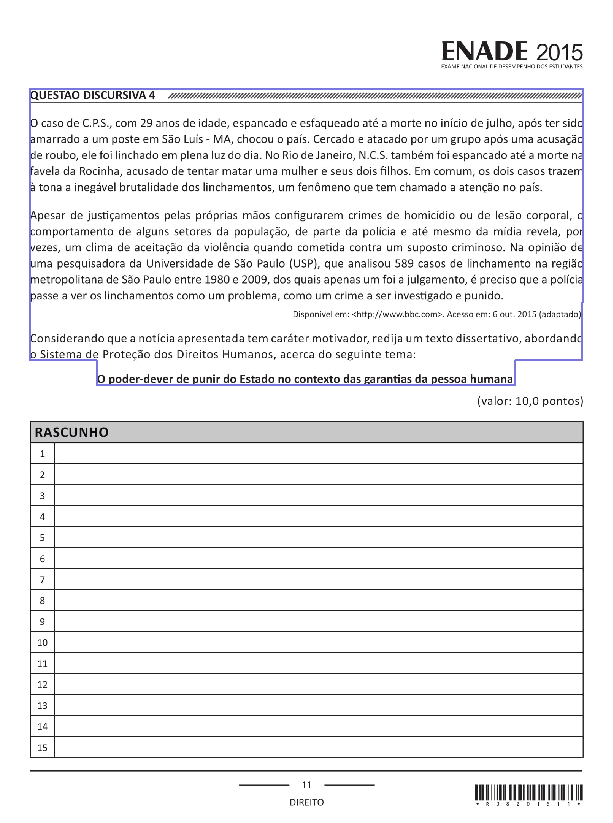 ENADE 2015
EXAME NACIONAL DE DESEMPENHO DOS ESTUDANTES
QUESTÃO DISCURSIVA 4
O caso de C.P.S., com 29 anos de idade, espancado e esfaqueado até a morte no início de julho, após ter sido
amarrado a um poste em São Luís - MA, chocou o país. Cercado e atacado por um grupo após uma acusação
de roubo, ele foi linchado em plena luz do dia. No Rio de Janeiro, N.C.S. também foi espancado até a morte na
favela da Rocinha, acusado de tentar matar uma mulher e seus dois filhos. Em comum, os dois casos trazem
à tona a inegável brutalidade dos linchamentos, um fenômeno que tem chamado a atenção no país.
Apesar de justiçamentos pelas próprias mãos configurarem crimes de homicídio ou de lesão corporal, o
comportamento de alguns setores da população, de parte da polícia e até mesmo da mídia revela, por
vezes, um clima de aceitação da violência quando cometida contra um suposto criminoso. Na opinião de
uma pesquisadora da Universidade de São Paulo (USP), que analisou 589 casos de linchamento na região
metropolitana de São Paulo entre 1980 e 2009, dos quais apenas um foi a julgamento, é preciso que a polícia
passe a ver os linchamentos como um problema, como um crime a ser investigado e punido.
Disponível em: <http://www.bbc.com>. Acesso em: 6 out. 2015 (adaptado).
Considerando que a notícia apresentada tem caráter motivador, redija um texto dissertativo, abordando
o Sistema de Proteção dos Direitos Humanos, acerca do seguinte tema:
O poder-dever de punir do Estado no contexto das garantias da pessoa humana
(valor: 10,0 pontos)
RASCUNHO
1
2
3
4
5
6
7
8
9
10
11
12
13
14
15
11
DIREITO
*R08201511*